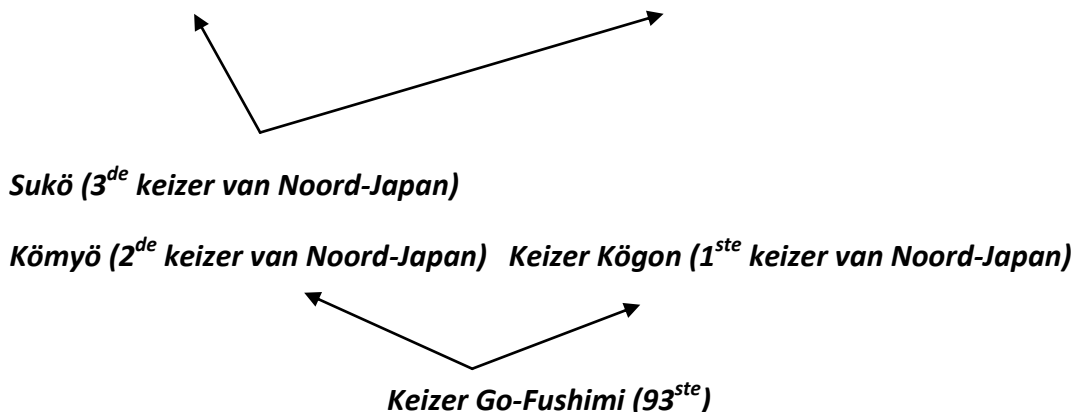 Sukö (3de keizer van Noord-Japan)
Kömyö (2de keizer van Noord-Japan) Keizer Kögon (1ste keizer van Noord-Japan)
Keizer Go-Fushimi (93ste)